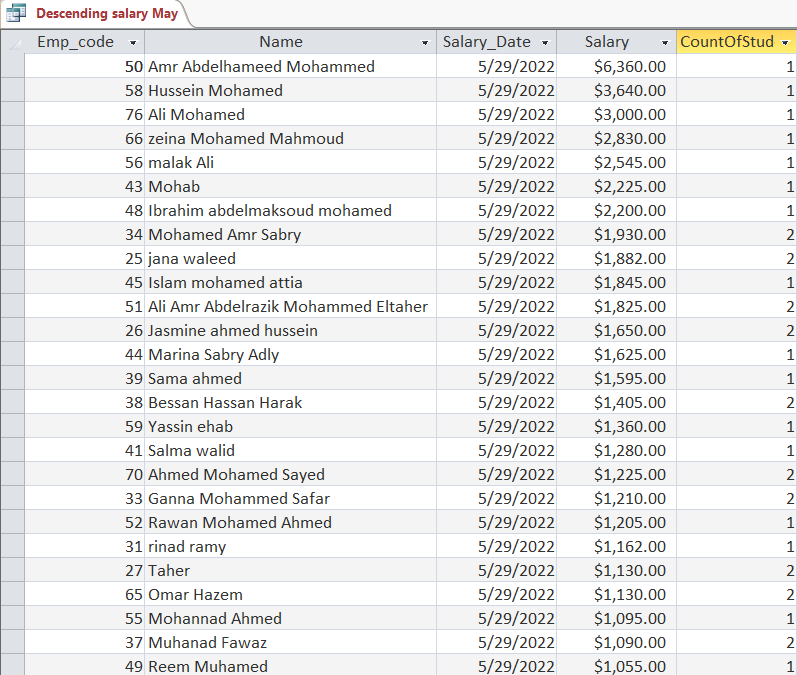 Descending salary May
Emp_code Name Salary_Date Salary CountOfStud
50 Amr Abdelhameed Mohammed 5/29/2022 $6,360.00 1
58 Hussein Mohamed 5/29/2022 $3,640.00 1
76 Ali Mohamed 5/29/2022 $3,000.00 1
66 zeina Mohamed Mahmoud 5/29/2022 $2,830.00 1
56 malak Ali 5/29/2022 $2,545.00 1
43 Mohab 5/29/2022 $2,225.00 1
48 Ibrahim abdelmaksoud mohamed 5/29/2022 $2,200.00 1
34 Mohamed Amr Sabry 5/29/2022 $1,930.00 2
25 jana waleed 5/29/2022 $1,882.00 2
45 Islam mohamed attia 5/29/2022 $1,845.00 1
51 Ali Amr Abdelrazik Mohammed Eltaher 5/29/2022 $1,825.00 2
26 Jasmine ahmed hussein 5/29/2022 $1,650.00 2
44 Marina Sabry Adly 5/29/2022 $1,625.00 1
39 Sama ahmed 5/29/2022 $1,595.00 1
38 Bessan Hassan Harak 5/29/2022 $1,405.00 2
59 Yassin ehab 5/29/2022 $1,360.00 1
41 Salma walid 5/29/2022 $1,280.00 1
70 Ahmed Mohamed Sayed 5/29/2022 $1,225.00 2
33 Ganna Mohammed Safar 5/29/2022 $1,210.00 2
52 Rawan Mohamed Ahmed 5/29/2022 $1,205.00 1
31 rinad ramy 5/29/2022 $1,162.00 1
27 Taher 5/29/2022 $1,130.00 2
65 Omar Hazem 5/29/2022 $1,130.00 2
55 Mohannad Ahmed 5/29/2022 $1,095.00 1
37 Muhanad Fawaz 5/29/2022 $1,090.00 2
49 Reem Muhamed 5/29/2022 $1,055.00 1